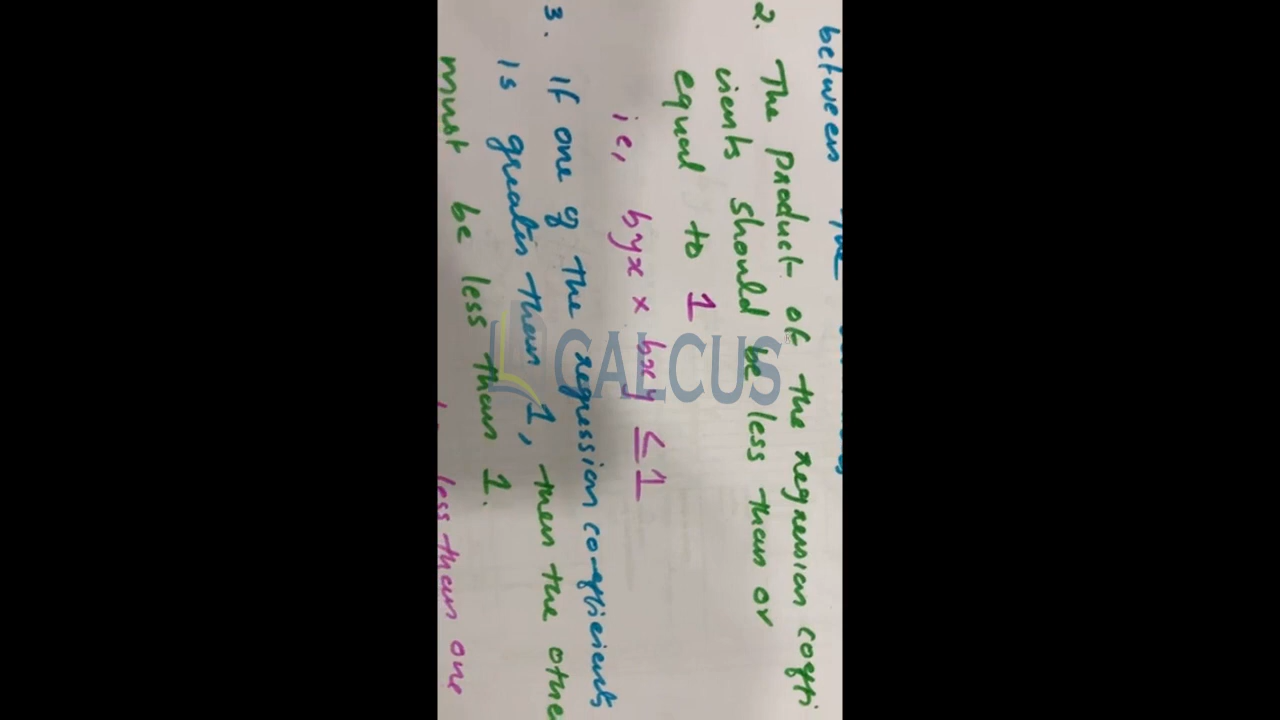 between the
2. The product of the regression coeffi
cients should be less than or
equal to 1
ie, byx × bxy ≤ 1
3. If one of the regression co-efficients
is greater than 1, then the other
must be less than 1.
less than one
CALCUS®